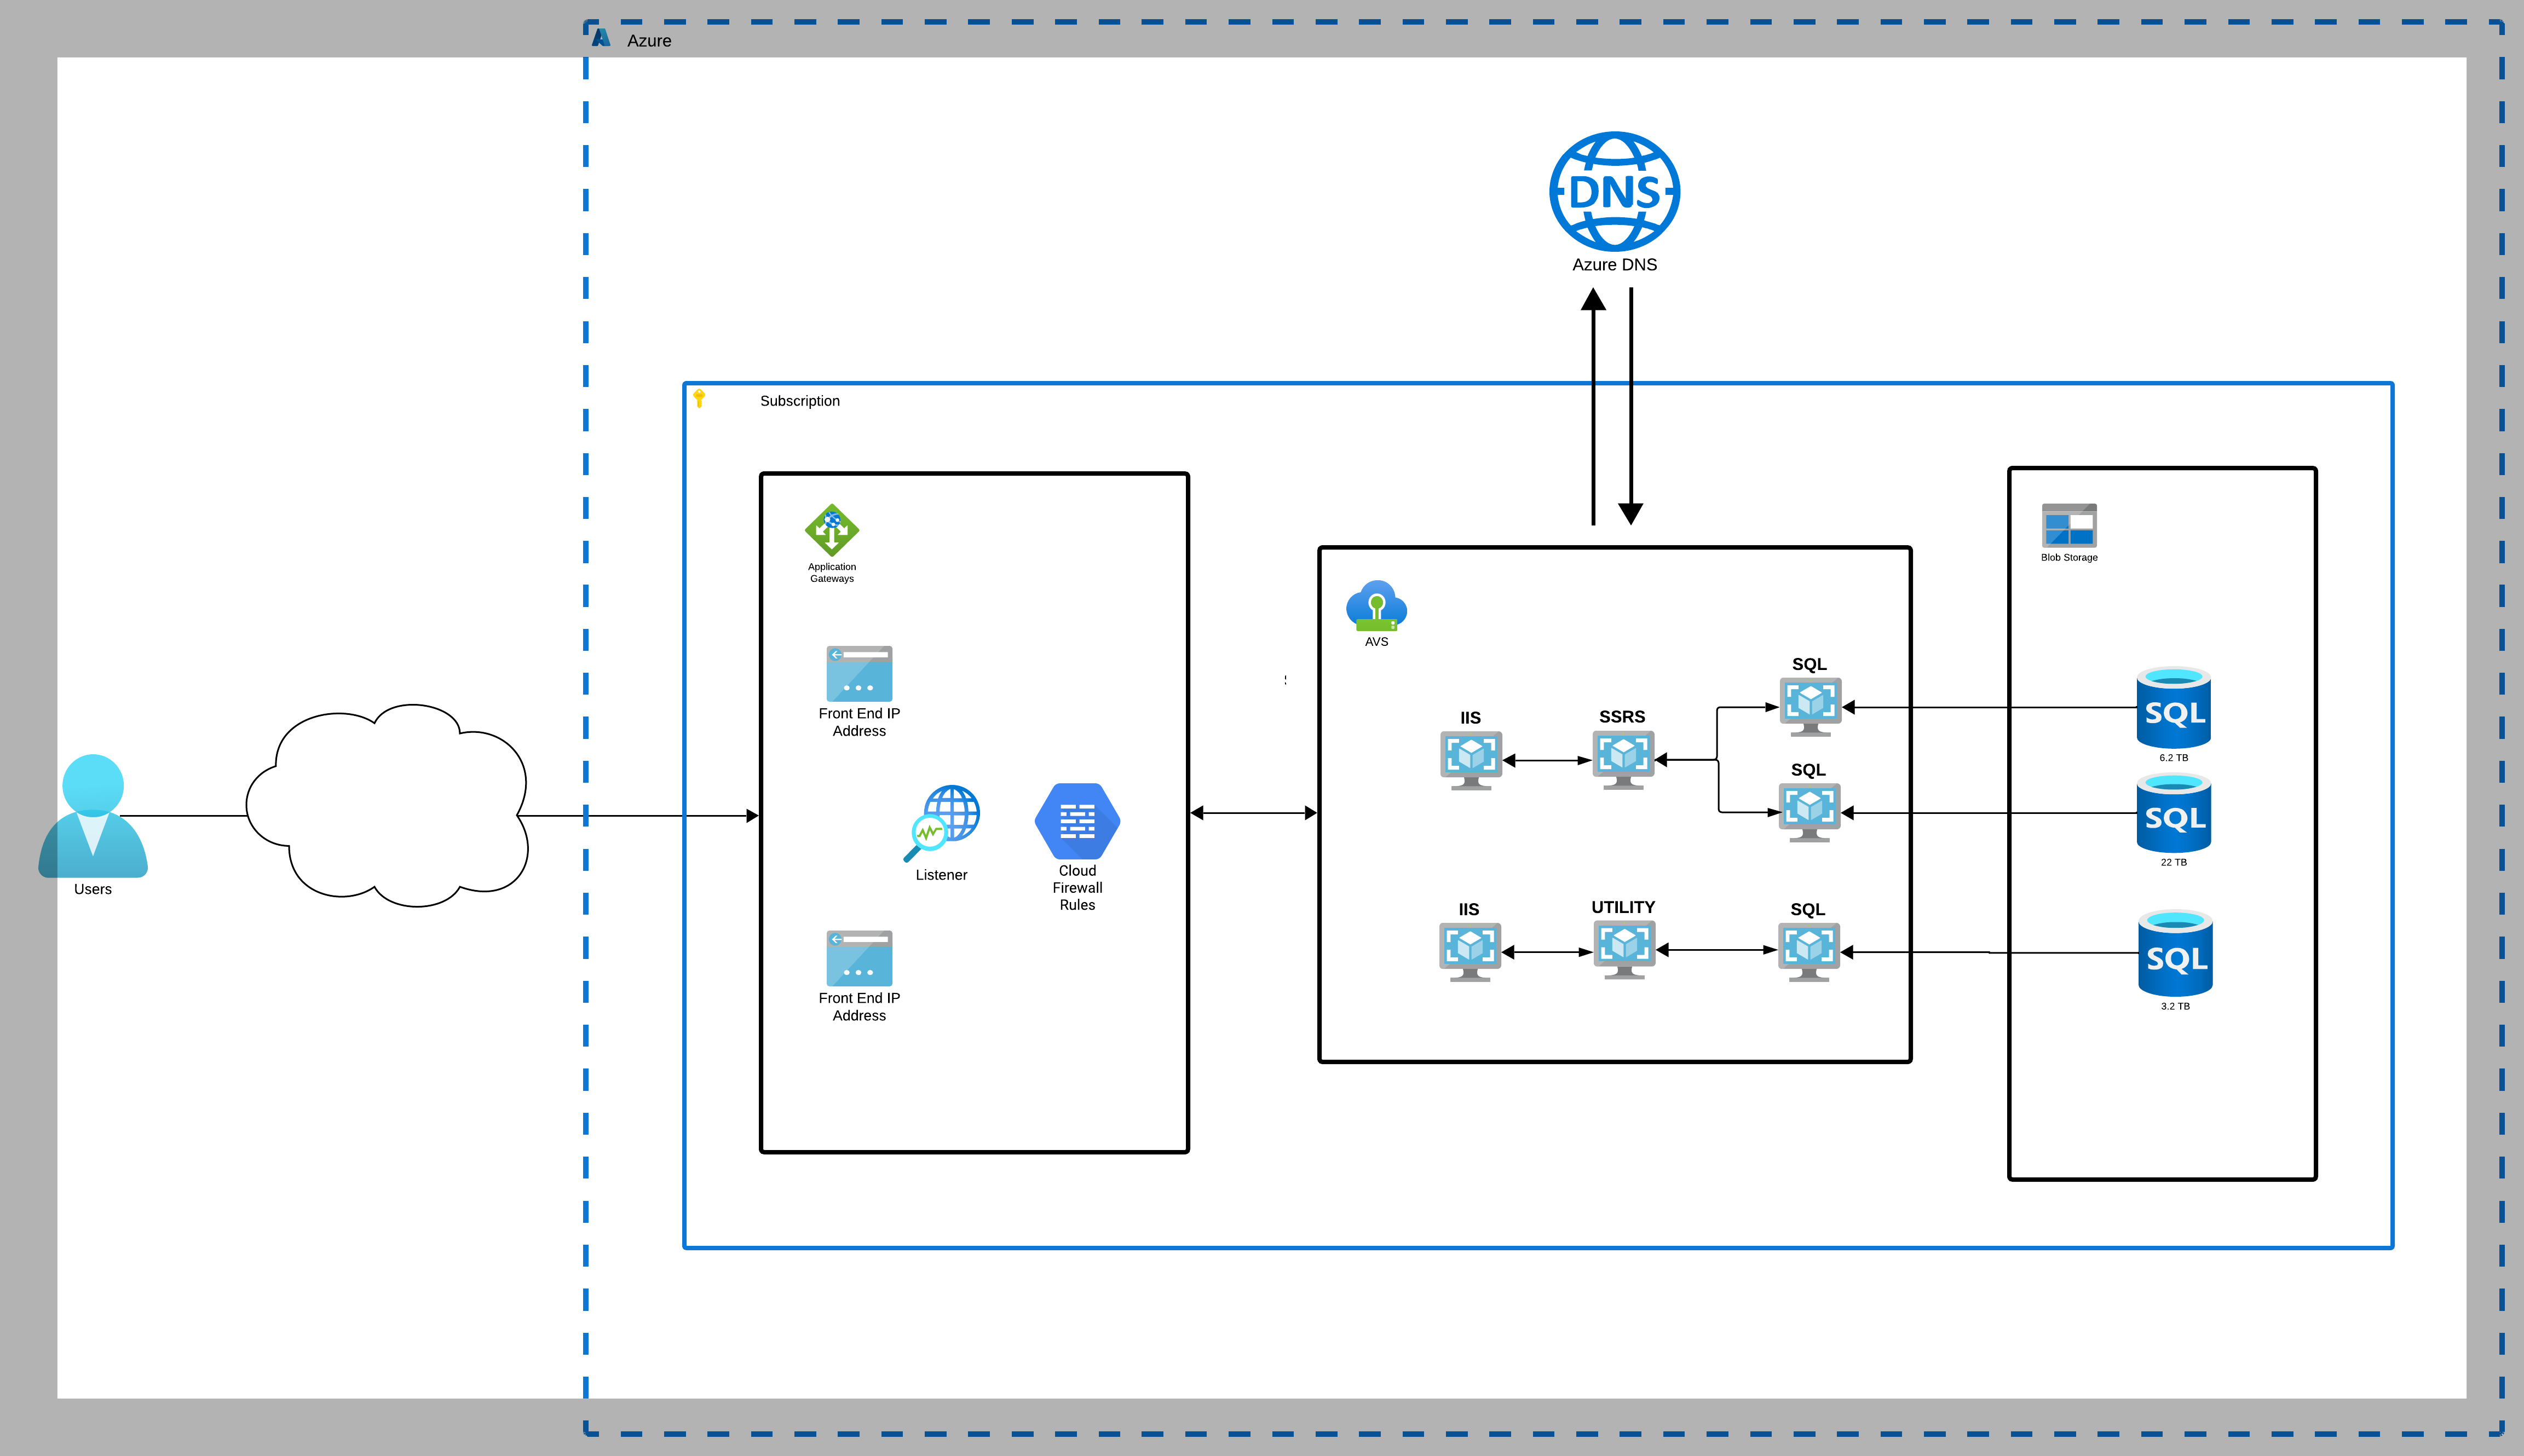 Azure
DNS
Azure DNS
Subscription
Application
Gateways
Front End IP
Address
Listener
Cloud
Firewall
Rules
Front End IP
Address
Users
AVS
IIS
SSRS
SQL
SQL
IIS
UTILITY
SQL
Blob Storage
SQL
6.2 TB
SQL
22 TB
SQL
3.2 TB